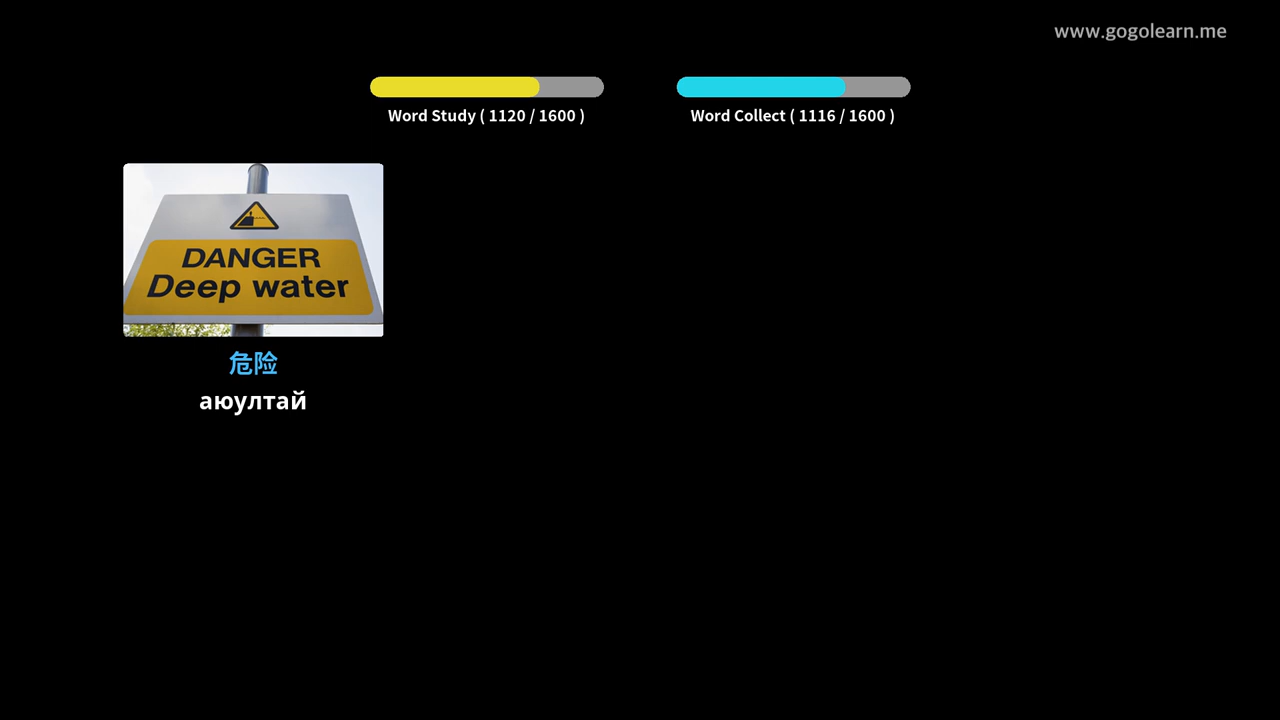 www.gogolearn.me
Word Study ( 1120 / 1600 )
Word Collect ( 1116 / 1600 )
DANGER
Deep water
危险
аюултай